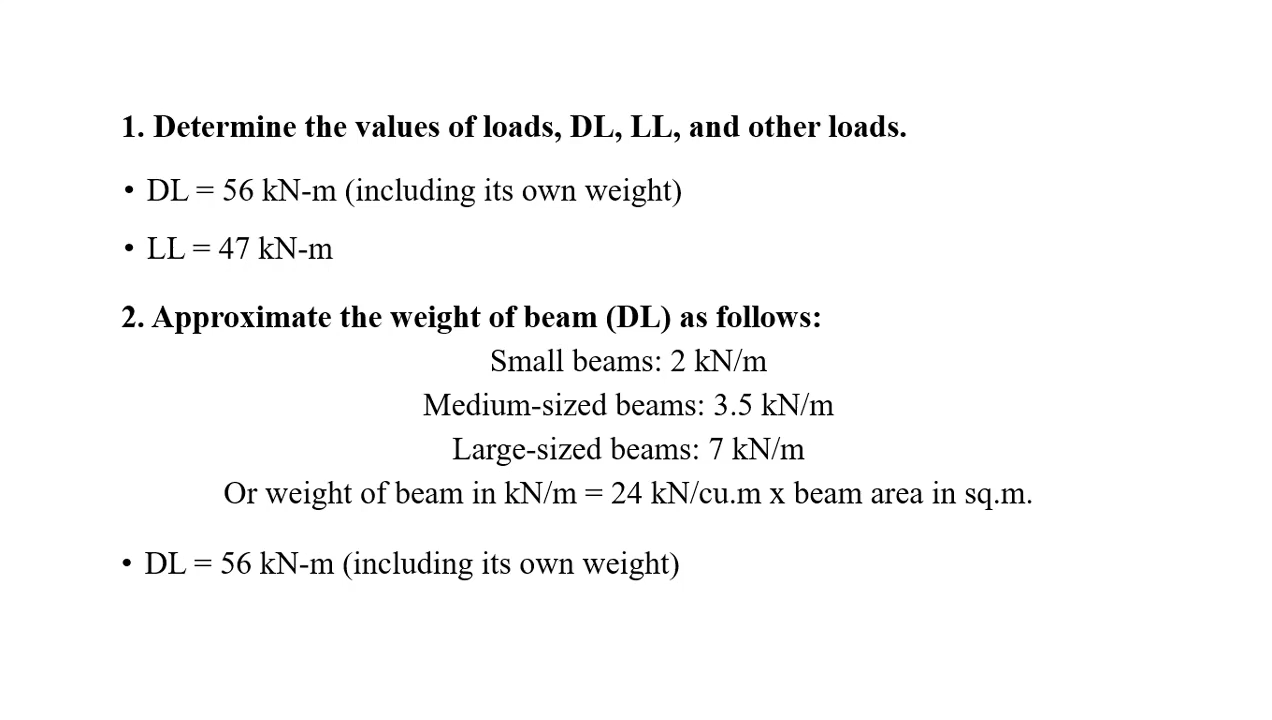 1. Determine the values of loads, DL, LL, and other loads.
• DL = 56 kN-m (including its own weight)
• LL = 47 kN-m
2. Approximate the weight of beam (DL) as follows:
Small beams: 2 kN/m
Medium-sized beams: 3.5 kN/m
Large-sized beams: 7 kN/m
Or weight of beam in kN/m = 24 kN/cu.m x beam area in sq.m.
• DL = 56 kN-m (including its own weight)